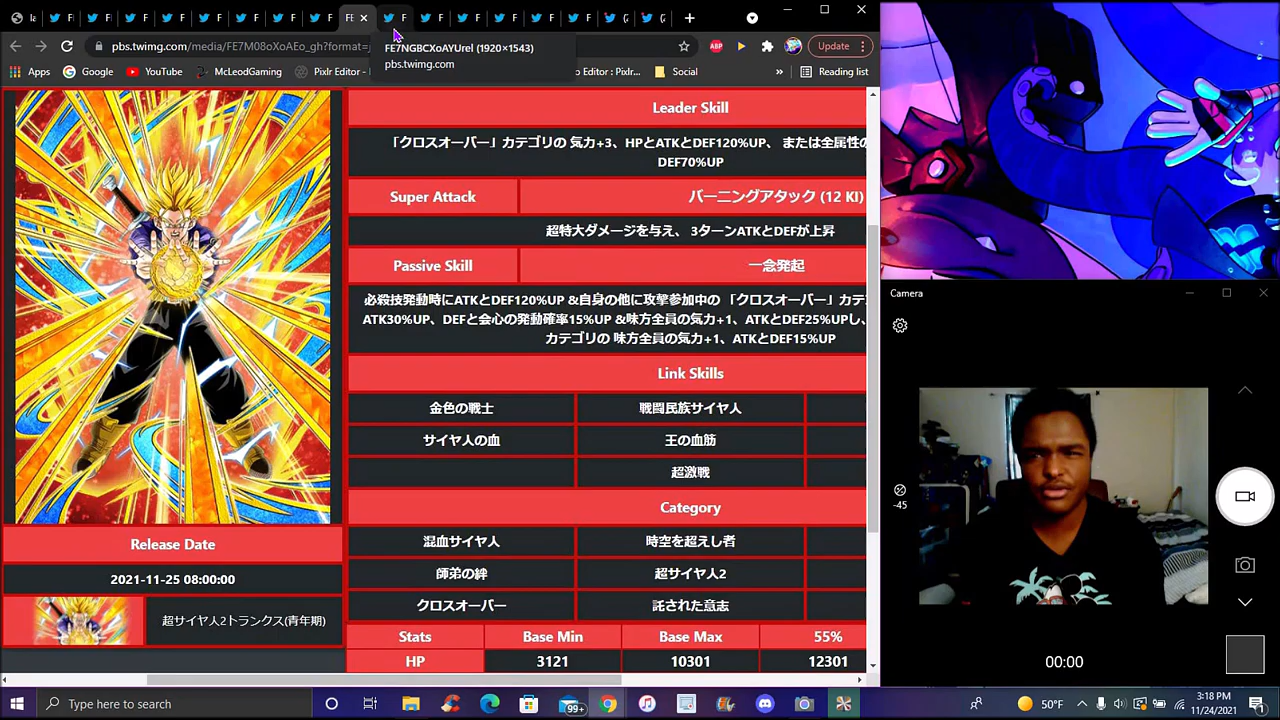 Update
pbs.twimg.com/media/FE7M08oXoAEo_gh?format=
FE7NGBCXoAYUrel (1920×1543)
pbs.twimg.com
Apps
Google
YouTube
McLeodGaming
Pixlr Editor
o Editor : Pixlr...
Social
Reading list
Leader Skill
「クロスオーバー」カテゴリの 気力+3、HPとATKとDEF120%UP、 または全属性の
DEF70%UP
Super Attack
バーニングアタック (12 KI)
超特大ダメージを与え、 3ターンATKとDEFが上昇
Passive Skill
一念発起
必殺技発動時にATKとDEF120%UP &自身の他に攻撃参加中の 「クロスオーバー」カテ
ATK30%UP、DEFと会心の発動確率15%UP &味方全員の気力+1、ATKとDEF25%UPし、
カテゴリの 味方全員の気力+1、ATKとDEF15%UP
Link Skills
金色の戦士
戦闘民族サイヤ人
サイヤ人の血
王の血筋
超激戦
Category
混血サイヤ人
時空を超えし者
師弟の絆
超サイヤ人2
クロスオーバー
託された意志
Stats
Base Min
Base Max
55%
HP
3121
10301
12301
Release Date
2021-11-25 08:00:00
超サイヤ人2トランクス(青年期)
Camera
-45
00:00
Type here to search
99+
50°F
3:18 PM
11/24/2021